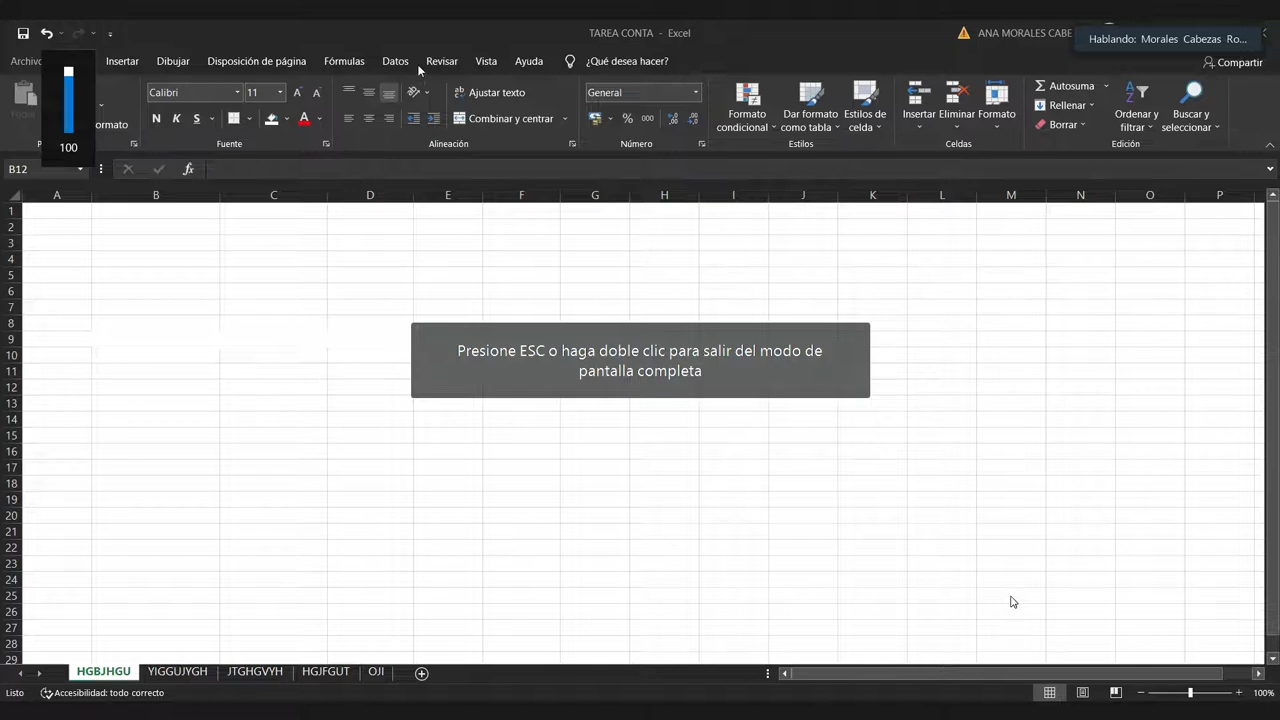 TAREA CONTA - Excel
ANA MORALES CABE
Hablando: Morales Cabezas Ro...
Archivo Insertar Dibujar Disposición de página Fórmulas Datos Revisar Vista Ayuda ¿Qué desea hacer? Compartir
100
Calibri 11
N K S
Ajustar texto
Combinar y centrar
General
% 000
Formato condicional
Dar formato como tabla
Estilos de celda
Insertar Eliminar Formato
Autosuma
Rellenar
Borrar
Ordenar y filtrar
Buscar y seleccionar
Fuente Alineación Número Estilos Celdas Edición
B12 fx
A B C D E F G H I J K L M N O P
1
2
3
4
5
6
7
8
9
10
11
12
13
14
15
16
17
18
19
20
21
22
23
24
25
26
27
28
29
Presione ESC o haga doble clic para salir del modo de
pantalla completa
HGBJHGU YIGGUJYGH JTGHGVYH HGJFGUT OJI
Listo Accesibilidad: todo correcto 100%